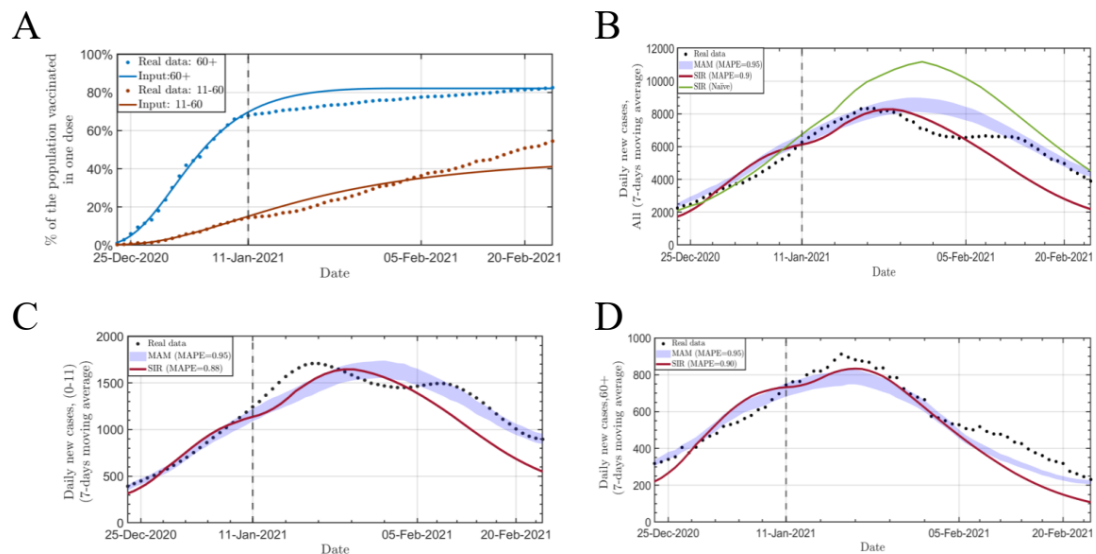 A
% of the population vaccinated
in one dose
100%
80%
60%
40%
20%
0%
Real data: 60+
Input:60+
Real data: 11-60
Input: 11-60
25-Dec-2020
11-Jan-2021
05-Feb-2021
20-Feb-2021
Date
B
Daily new cases,
All (7-days moving average)
12000
10000
8000
6000
4000
2000
0
Real data
MAM (MAPE=0.95)
SIR (MAPE=0.9)
SIR (Naive)
25-Dec-2020
11-Jan-2021
05-Feb-2021
20-Feb-2021
Date
C
Daily new cases, (0-11)
(7-days moving average)
2000
1500
1000
500
0
Real data
MAM (MAPE=0.95)
SIR (MAPE=0.88)
25-Dec-2020
11-Jan-2021
05-Feb-2021
20-Feb-2021
Date
D
Daily new cases,60+
(7-days moving average)
1000
800
600
400
200
0
Real data
MAM (MAPE=0.95)
SIR (MAPE=0.90)
25-Dec-2020
11-Jan-2021
05-Feb-2021
20-Feb-2021
Date